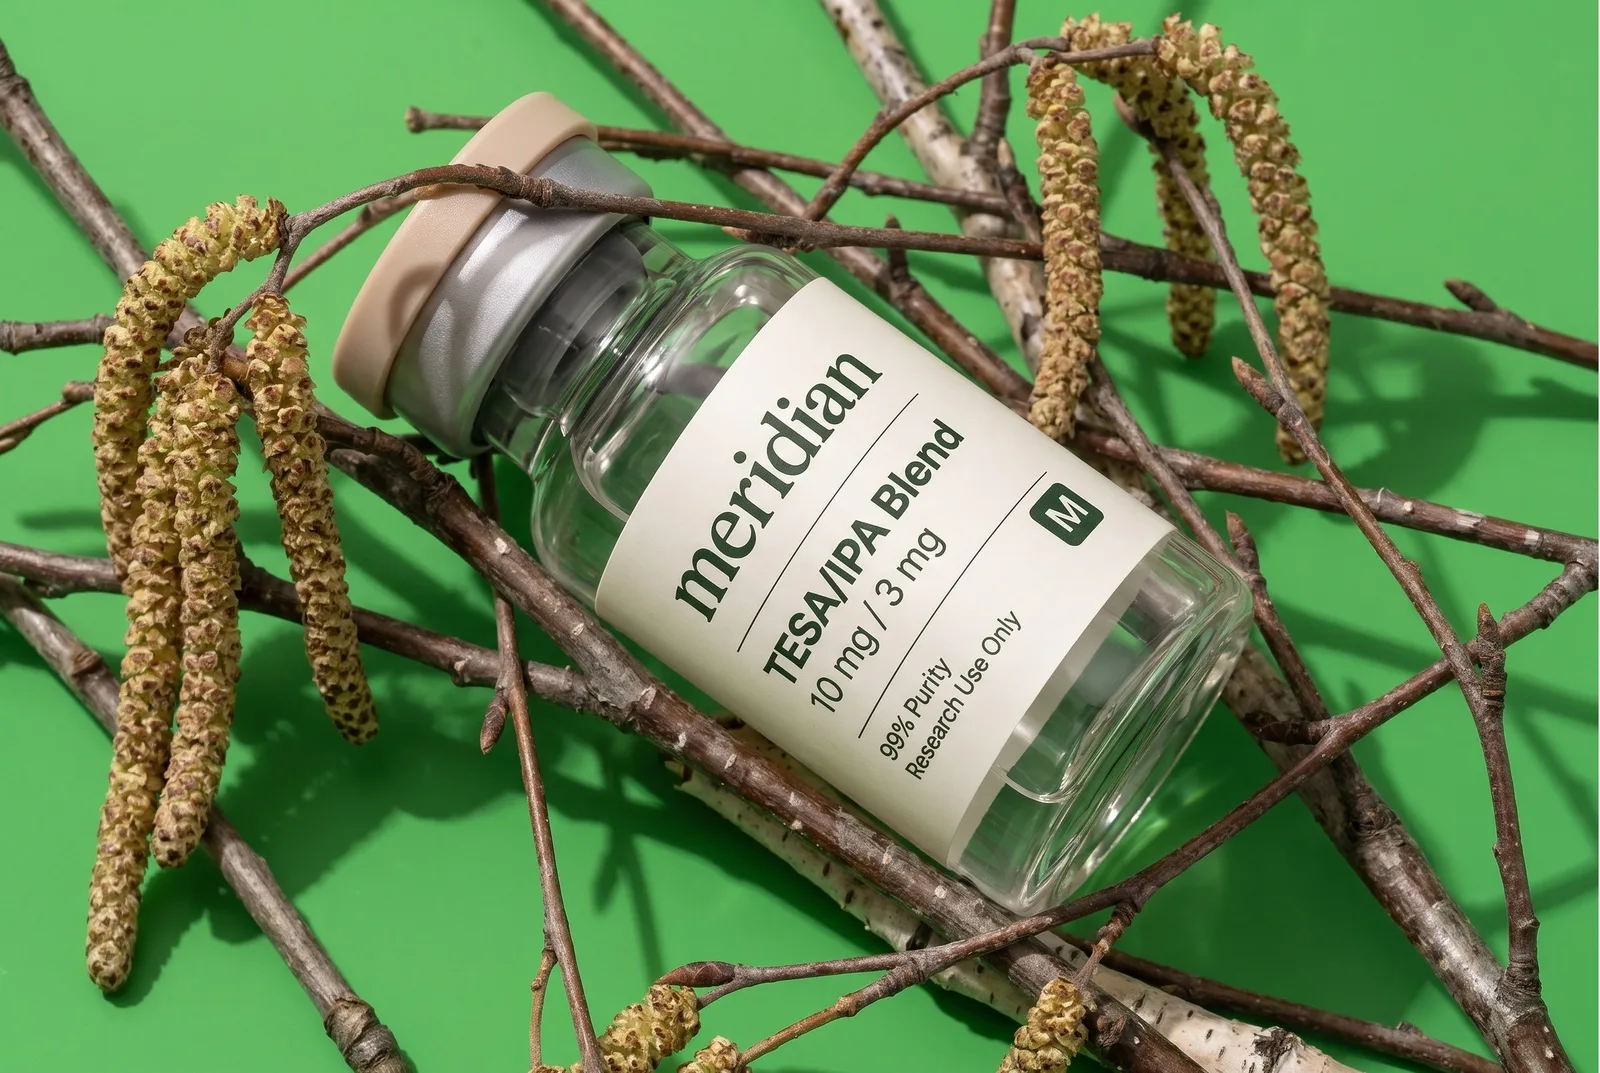 meridian
TESA/IPA Blend
10 mg / 3 mg
M
99% Purity
Research Use Only